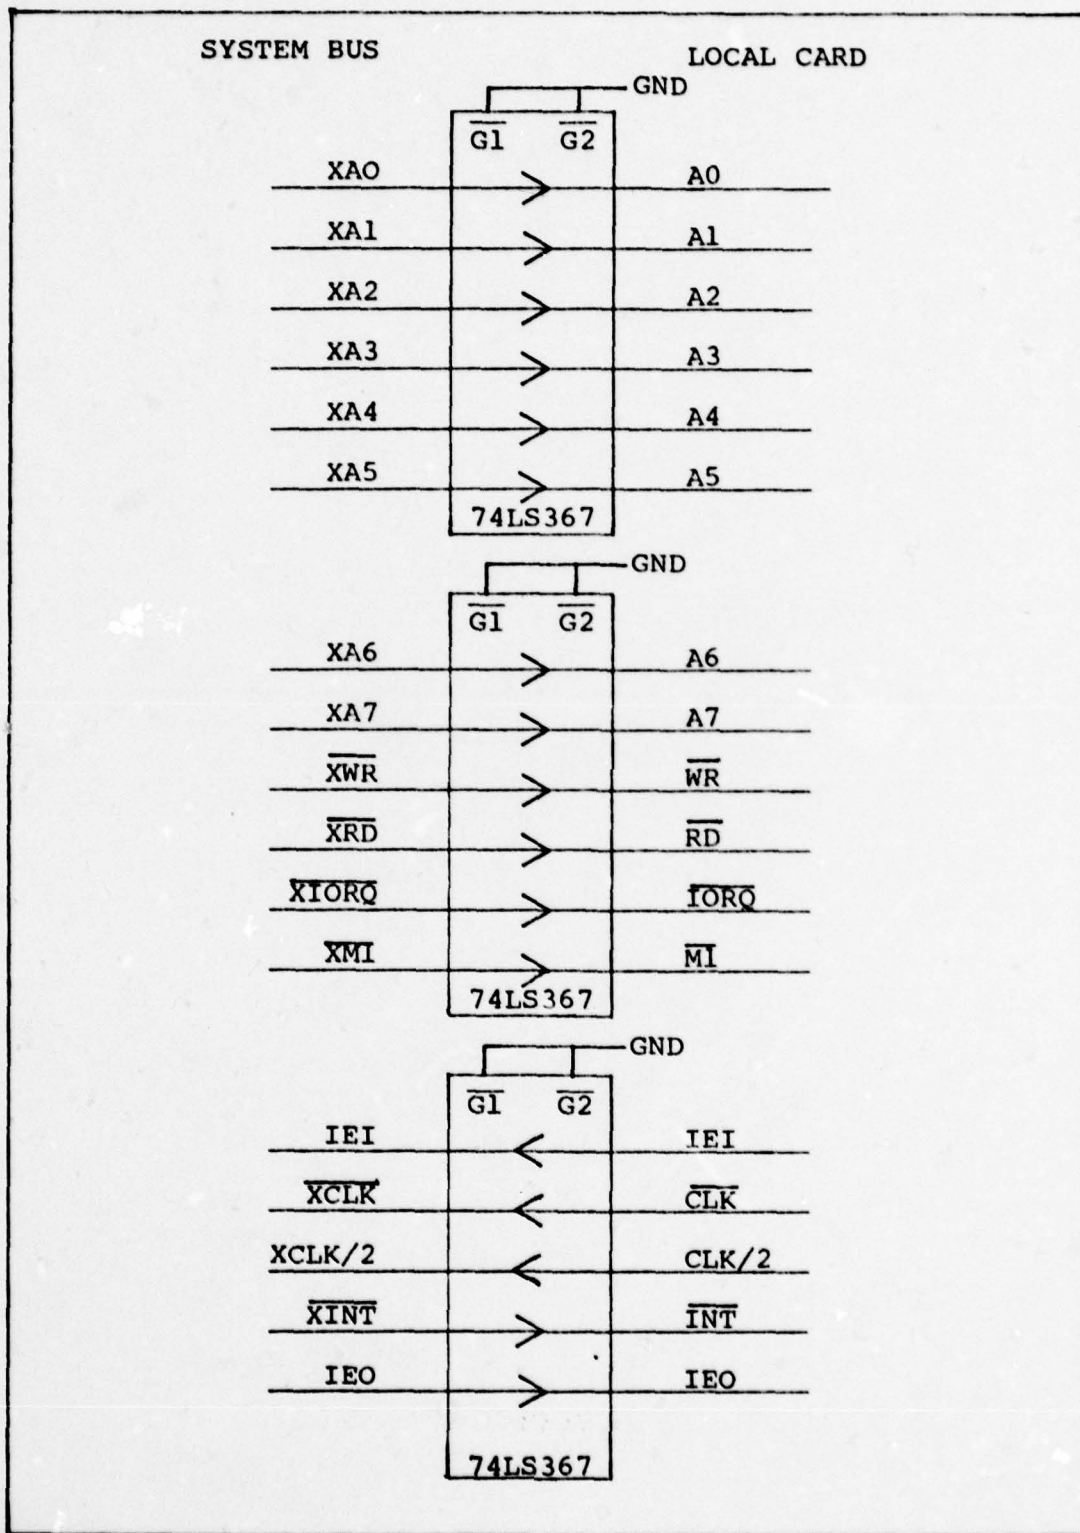 SYSTEM BUS LOCAL CARD
GND
G1 G2
XAO A0
XA1 A1
XA2 A2
XA3 A3
XA4 A4
XA5 A5
74LS367
GND
G1 G2
XA6 A6
XA7 A7
XWR WR
XRD RD
XIORQ IORQ
XMI MI
74LS367
GND
G1 G2
IEI IEI
XCLK CLK
XCLK/2 CLK/2
XINT INT
IEO IEO
74LS367